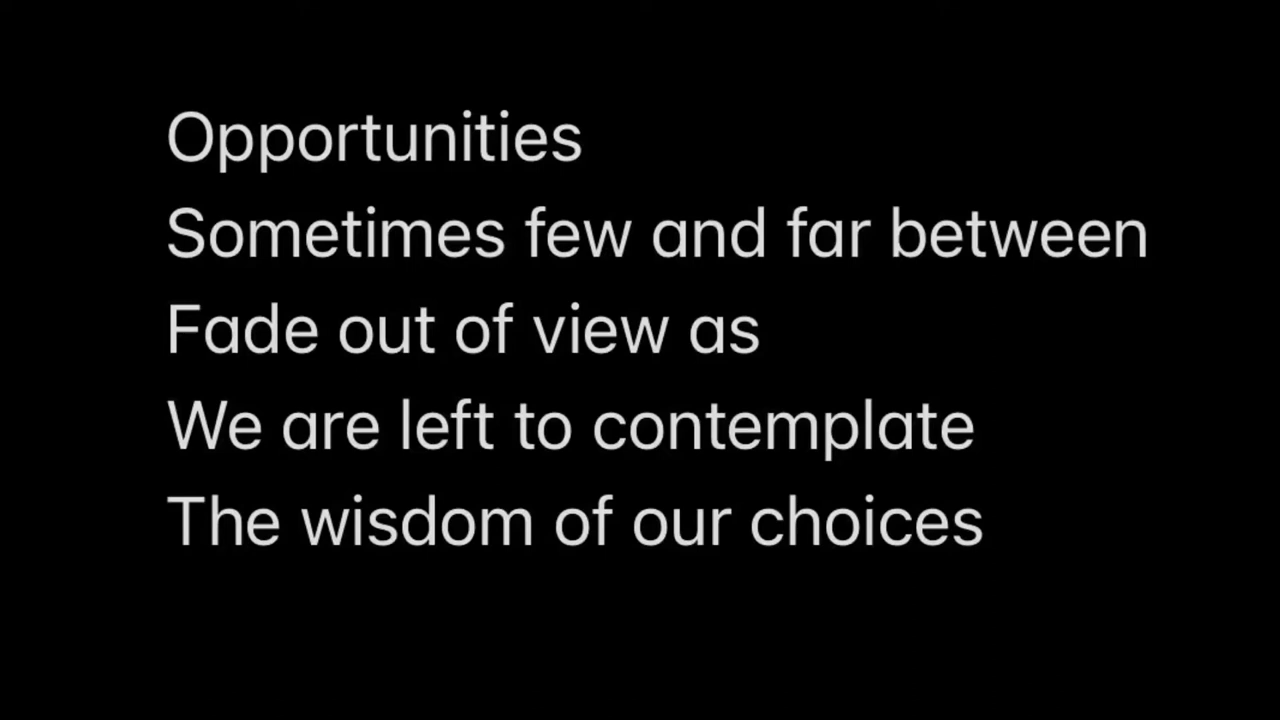 Opportunities
Sometimes few and far between
Fade out of view as
We are left to contemplate
The wisdom of our choices